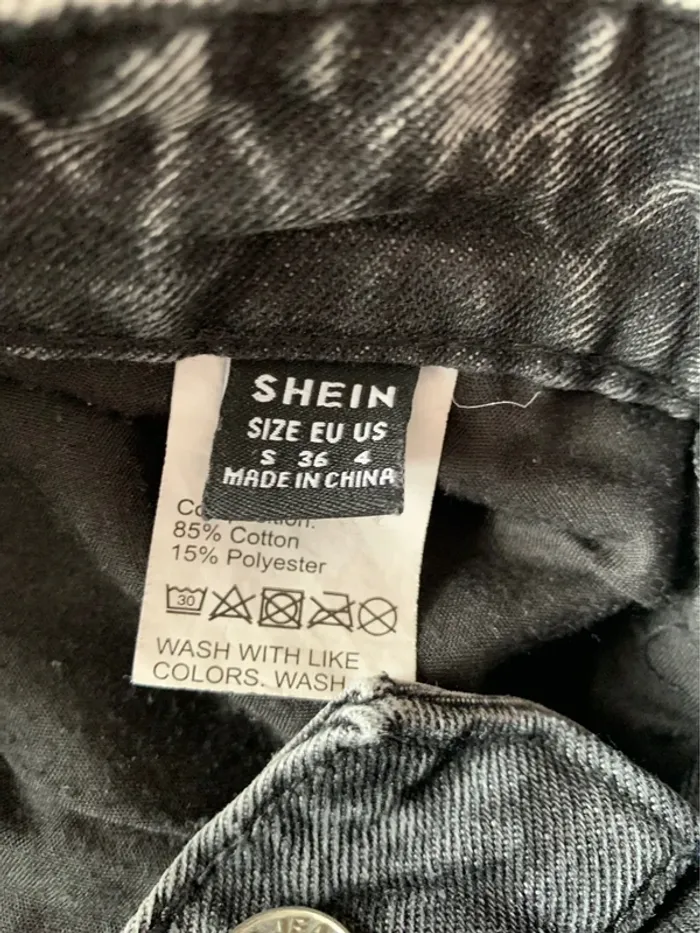 SHEIN
SIZE EU US
S 36 4
MADE IN CHINA
85% Cotton
15% Polyester
30
WASH WITH LIKE
COLORS. WASH